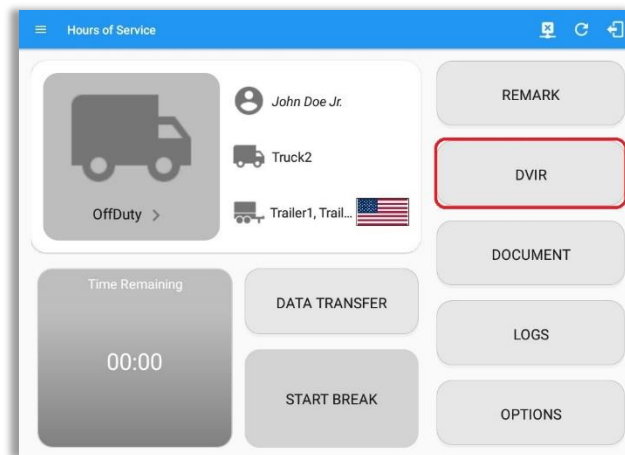 Hours of Service
John Doe Jr.
Truck2
OffDuty >
Trailer1, Trail...
Time Remaining
00:00
DATA TRANSFER
START BREAK
REMARK
DVIR
DOCUMENT
LOGS
OPTIONS